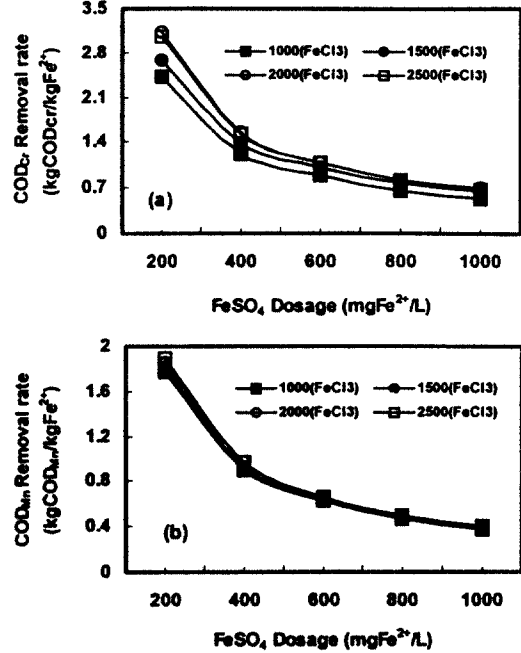 COD_Cr Removal rate
(kgCODcr/kgFe²⁺)
3.5
2.8
2.1
1.4
0.7
0
1000(FeCl3)
1500(FeCl3)
2000(FeCl3)
2500(FeCl3)
(a)
200 400 600 800 1000
FeSO₄ Dosage (mgFe²⁺/L)
COD_Mn Removal rate
(kgCOD_Mn/kgFe²⁺)
2
1.6
1.2
0.8
0.4
0
1000(FeCl3)
1500(FeCl3)
2000(FeCl3)
2500(FeCl3)
(b)
200 400 600 800 1000
FeSO₄ Dosage (mgFe²⁺/L)